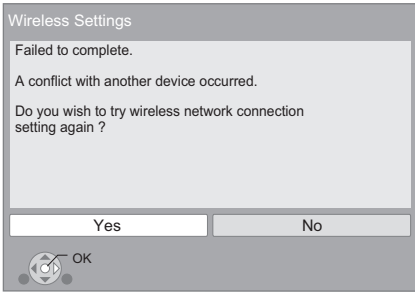 Wireless Settings
Failed to complete.
A conflict with another device occurred.
Do you wish to try wireless network connection
setting again ?
Yes
No
OK